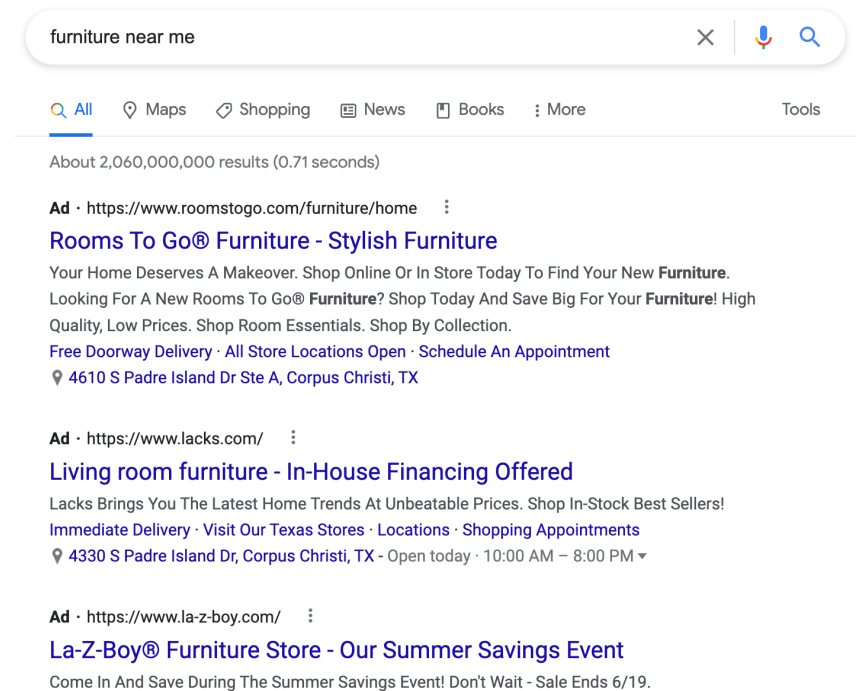 furniture near me
All Maps Shopping News Books More Tools
About 2,060,000,000 results (0.71 seconds)
Ad · https://www.roomstogo.com/furniture/home
Rooms To Go® Furniture - Stylish Furniture
Your Home Deserves A Makeover. Shop Online Or In Store Today To Find Your New Furniture.
Looking For A New Rooms To Go® Furniture? Shop Today And Save Big For Your Furniture! High
Quality, Low Prices. Shop Room Essentials. Shop By Collection.
Free Doorway Delivery · All Store Locations Open · Schedule An Appointment
4610 S Padre Island Dr Ste A, Corpus Christi, TX
Ad · https://www.lacks.com/
Living room furniture - In-House Financing Offered
Lacks Brings You The Latest Home Trends At Unbeatable Prices. Shop In-Stock Best Sellers!
Immediate Delivery · Visit Our Texas Stores · Locations · Shopping Appointments
4330 S Padre Island Dr, Corpus Christi, TX - Open today · 10:00 AM – 8:00 PM
Ad · https://www.la-z-boy.com/
La-Z-Boy® Furniture Store - Our Summer Savings Event
Come In And Save During The Summer Savings Event! Don't Wait - Sale Ends 6/19.